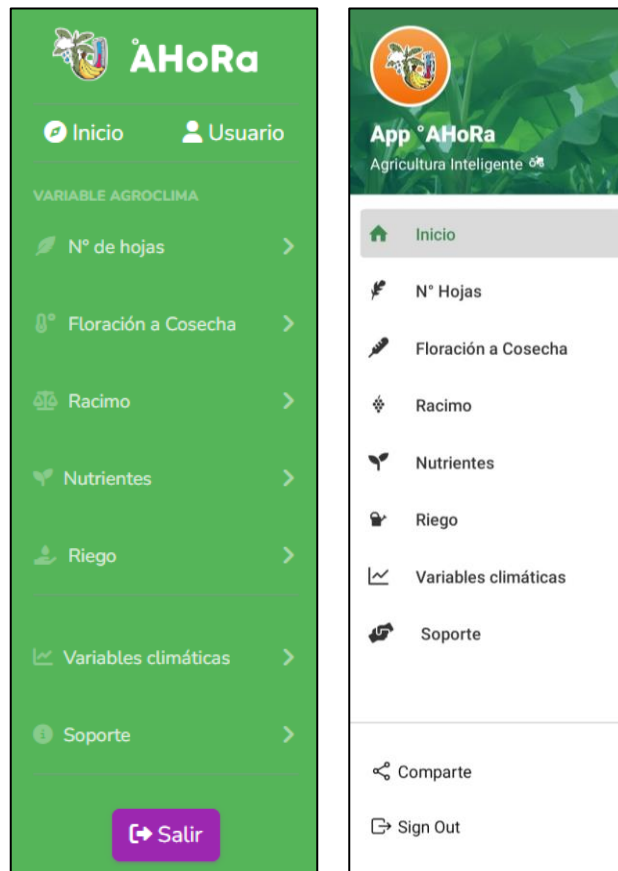 °AHoRa
Inicio Usuario
VARIABLE AGROCLIMA
N° de hojas
Floración a Cosecha
Racimo
Nutrientes
Riego
Variables climáticas
Soporte
Salir
App °AHoRa
Agricultura Inteligente
Inicio
N° Hojas
Floración a Cosecha
Racimo
Nutrientes
Riego
Variables climáticas
Soporte
Comparte
Sign Out